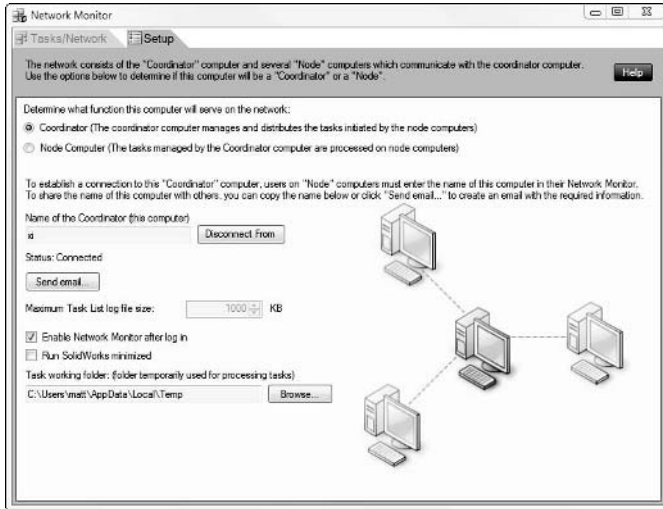 Network Monitor
Tasks/Network
Setup
The network consists of the "Coordinator" computer and several "Node" computers which communicate with the coordinator computer.
Use the options below to determine if this computer will be a "Coordinator" or a "Node".
Help
Determine what function this computer will serve on the network:
Coordinator (The coordinator computer manages and distributes the tasks initiated by the node computers)
Node Computer (The tasks managed by the Coordinator computer are processed on node computers)
To establish a connection to this "Coordinator" computer, users on "Node" computers must enter the name of this computer in their Network Monitor.
To share the name of this computer with others, you can copy the name below or click "Send email..." to create an email with the required information.
Name of the Coordinator (this computer)
xi
Disconnect From
Status: Connected
Send email...
Maximum Task List log file size:
1000
KB
Enable Network Monitor after log in
Run SolidWorks minimized
Task working folder: (folder temporarily used for processing tasks)
C:\Users\matt\AppData\Local\Temp
Browse...